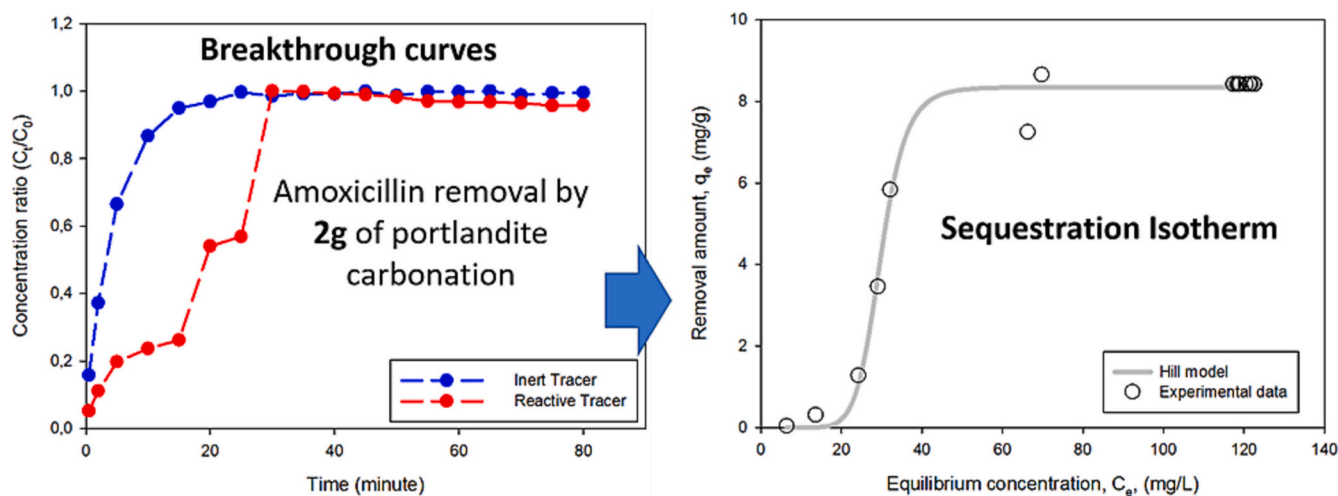 Breakthrough curves
Concentration ratio (Ct/C0)
1,2
1,0
0,8
0,6
0,4
0,2
0,0
Amoxicillin removal by
2g of portlandite
carbonation
Inert Tracer
Reactive Tracer
0
20
40
60
80
Time (minute)
Removal amount, qe (mg/g)
10
8
6
4
2
0
Sequestration Isotherm
Hill model
Experimental data
0
20
40
60
80
100
120
140
Equilibrium concentration, Ce, (mg/L)